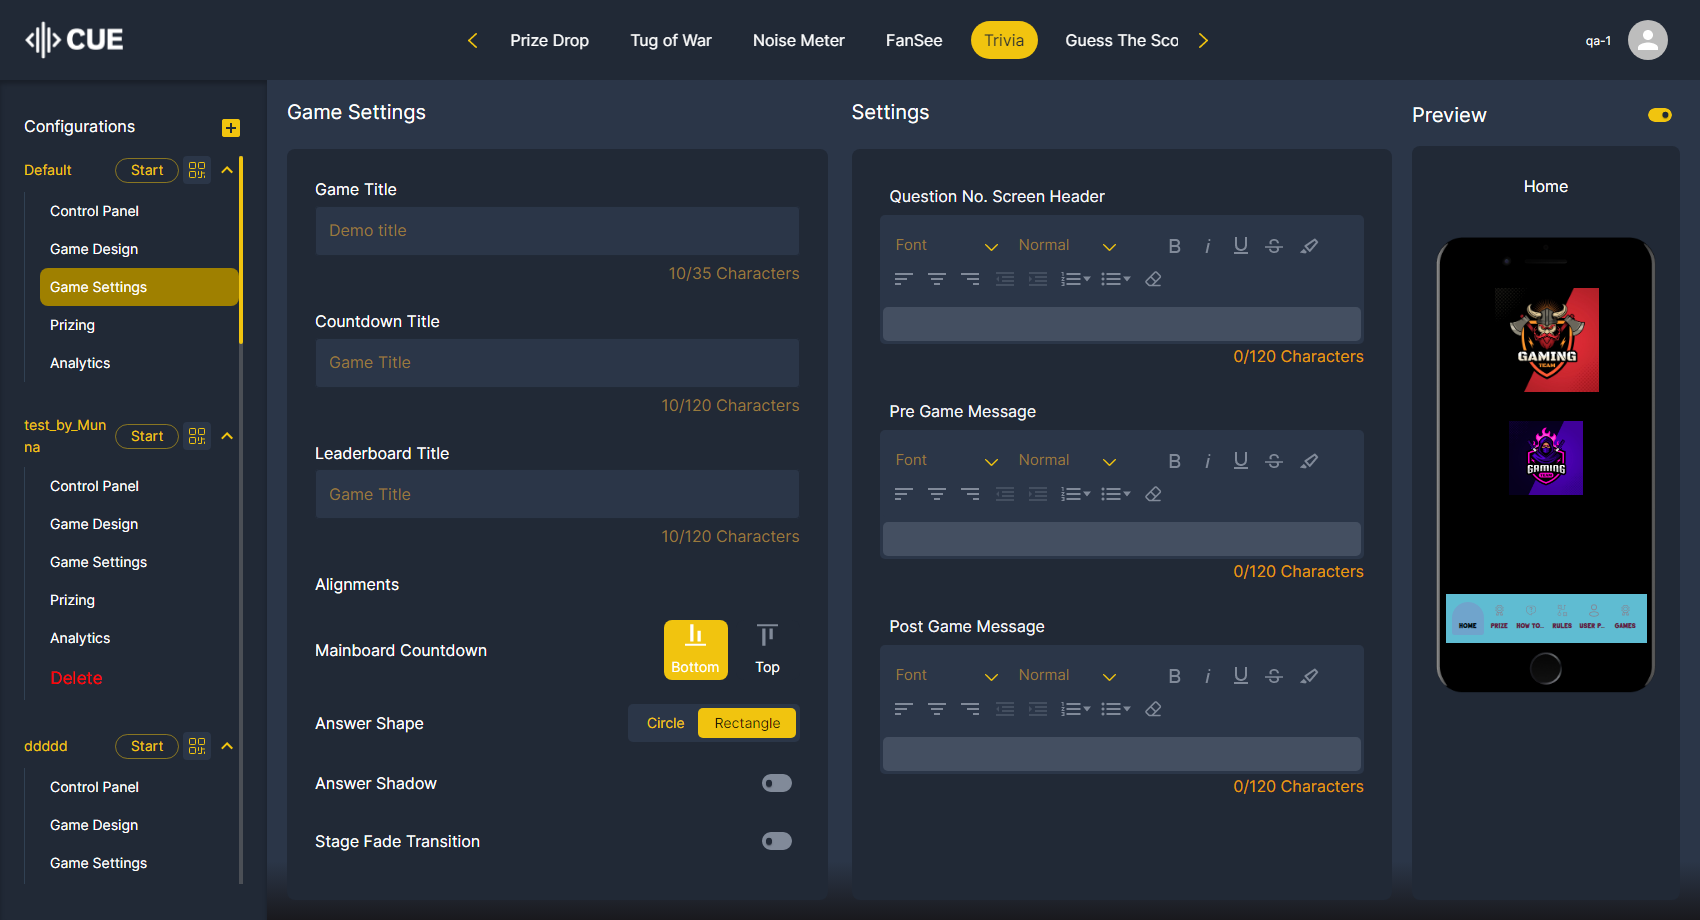 CUE
Prize Drop
Tug of War
Noise Meter
FanSee
Trivia
Guess The Sco
qa-1
Configurations
Default
Start
Control Panel
Game Design
Game Settings
Prizing
Analytics
test_by_Mun
na
Start
Control Panel
Game Design
Game Settings
Prizing
Analytics
Delete
ddddd
Start
Control Panel
Game Design
Game Settings
Game Settings
Game Title
Demo title
10/35 Characters
Countdown Title
Game Title
10/120 Characters
Leaderboard Title
Game Title
10/120 Characters
Alignments
Mainboard Countdown
Bottom
Top
Answer Shape
Circle
Rectangle
Answer Shadow
Stage Fade Transition
Settings
Question No. Screen Header
Font
Normal
0/120 Characters
Pre Game Message
Font
Normal
0/120 Characters
Post Game Message
Font
Normal
0/120 Characters
Preview
Home
GAMING
TEAM
GAMING
TEAM
HOME
PRIZE
HOW TO...
RULES
USER P...
GAMES